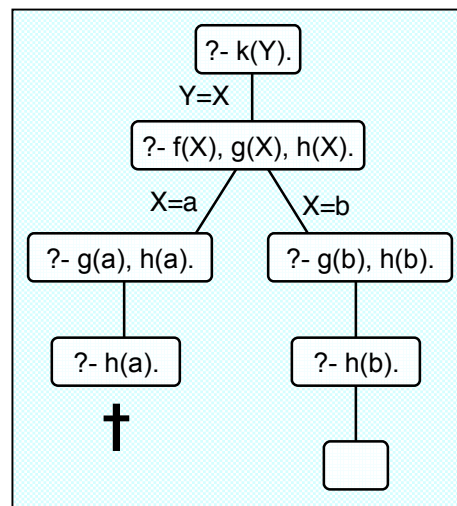 ?- k(Y).
Y=X
?- f(X), g(X), h(X).
X=a
X=b
?- g(a), h(a).
?- g(b), h(b).
?- h(a).
?- h(b).
†